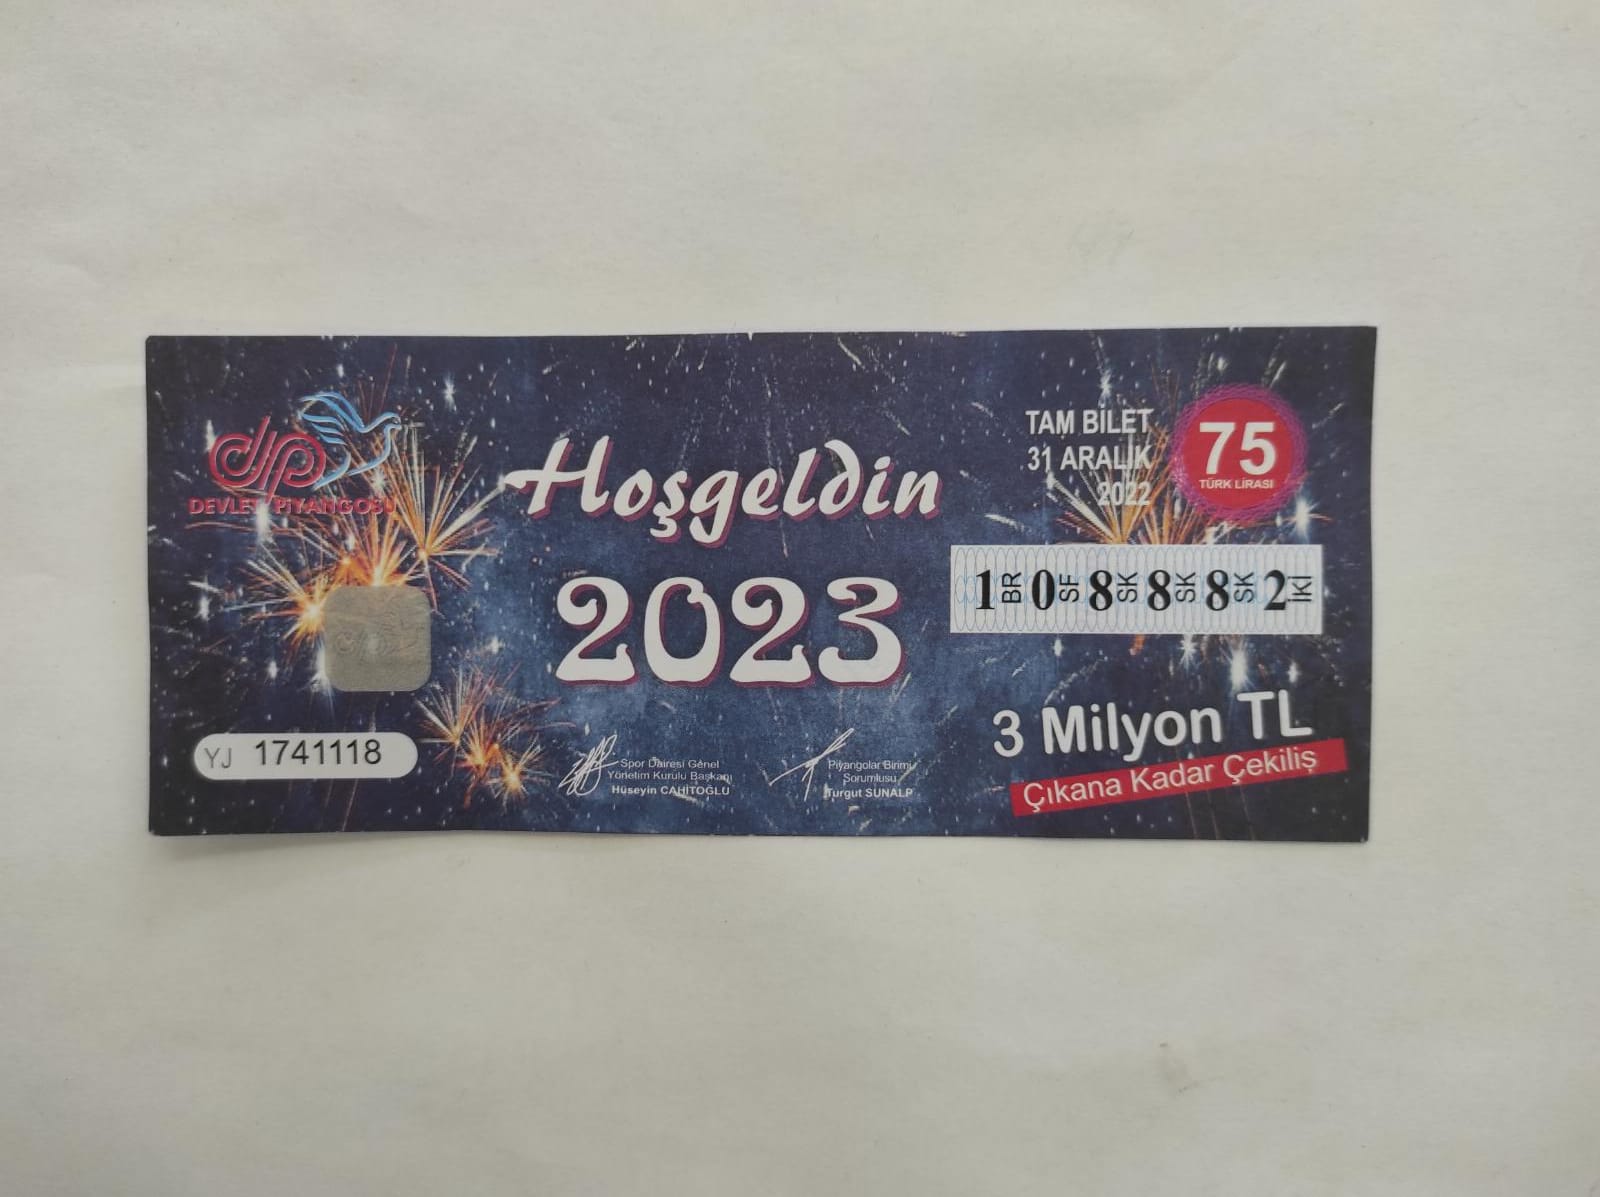 dp
DEVLET PİYANGOSU
Hoşgeldin
2023
TAM BİLET
31 ARALIK
2022
75
TÜRK LİRASI
1 BR 0 SF 8 SK 8 SK 8 SK 2 İKİ
3 Milyon TL
Çıkana Kadar Çekiliş
YJ 1741118
Spor Dairesi Genel
Yönetim Kurulu Başkanı
Hüseyin CAHİTOĞLU
Piyangolar Birimi
Sorumlusu
Turgut SUNALP